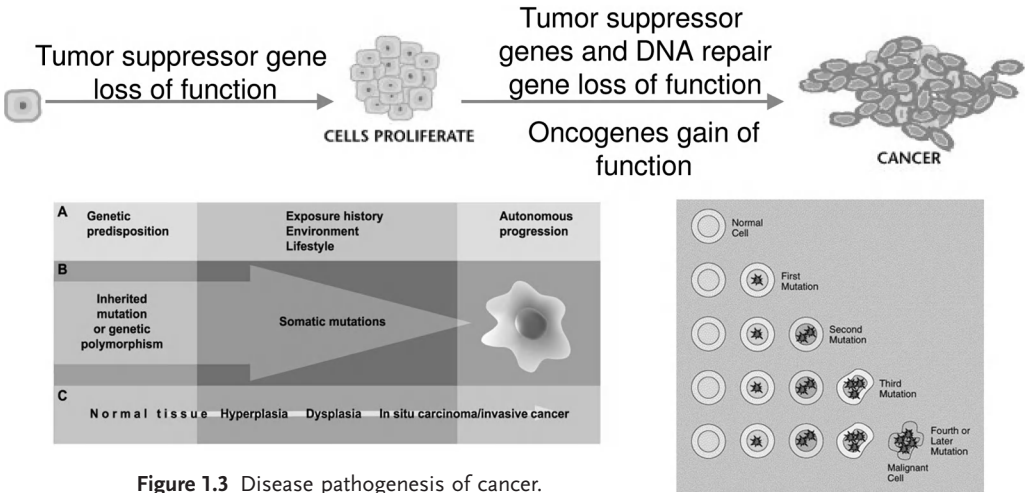 Tumor suppressor gene
loss of function
CELLS PROLIFERATE
Tumor suppressor
genes and DNA repair
gene loss of function
Oncogenes gain of
function
CANCER
A
Genetic
predisposition
Exposure history
Environment
Lifestyle
Autonomous
progression
B
Inherited
mutation
or genetic
polymorphism
Somatic mutations
C
Normal tissue Hyperplasia Dysplasia In situ carcinoma/invasive cancer
Normal
Cell
First
Mutation
Second
Mutation
Third
Mutation
Fourth or
Later
Mutation
Malignant
Cell
Figure 1.3 Disease pathogenesis of cancer.